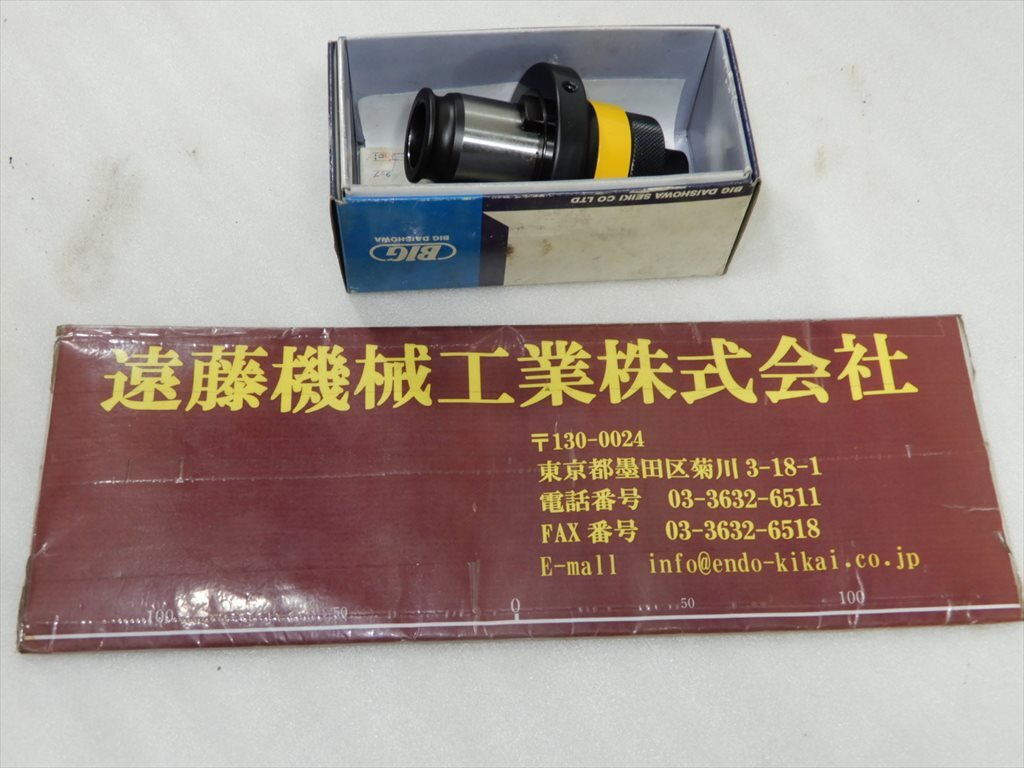 BIG DAISHOWA SEIKI CO LTD
BIG
BIG DAISHOWA
遠藤機械工業株式会社
〒130-0024
東京都墨田区菊川 3-18-1
電話番号 03-3632-6511
FAX 番号 03-3632-6518
E-mall info@endo-kikai.co.jp
100 50 0 50 100